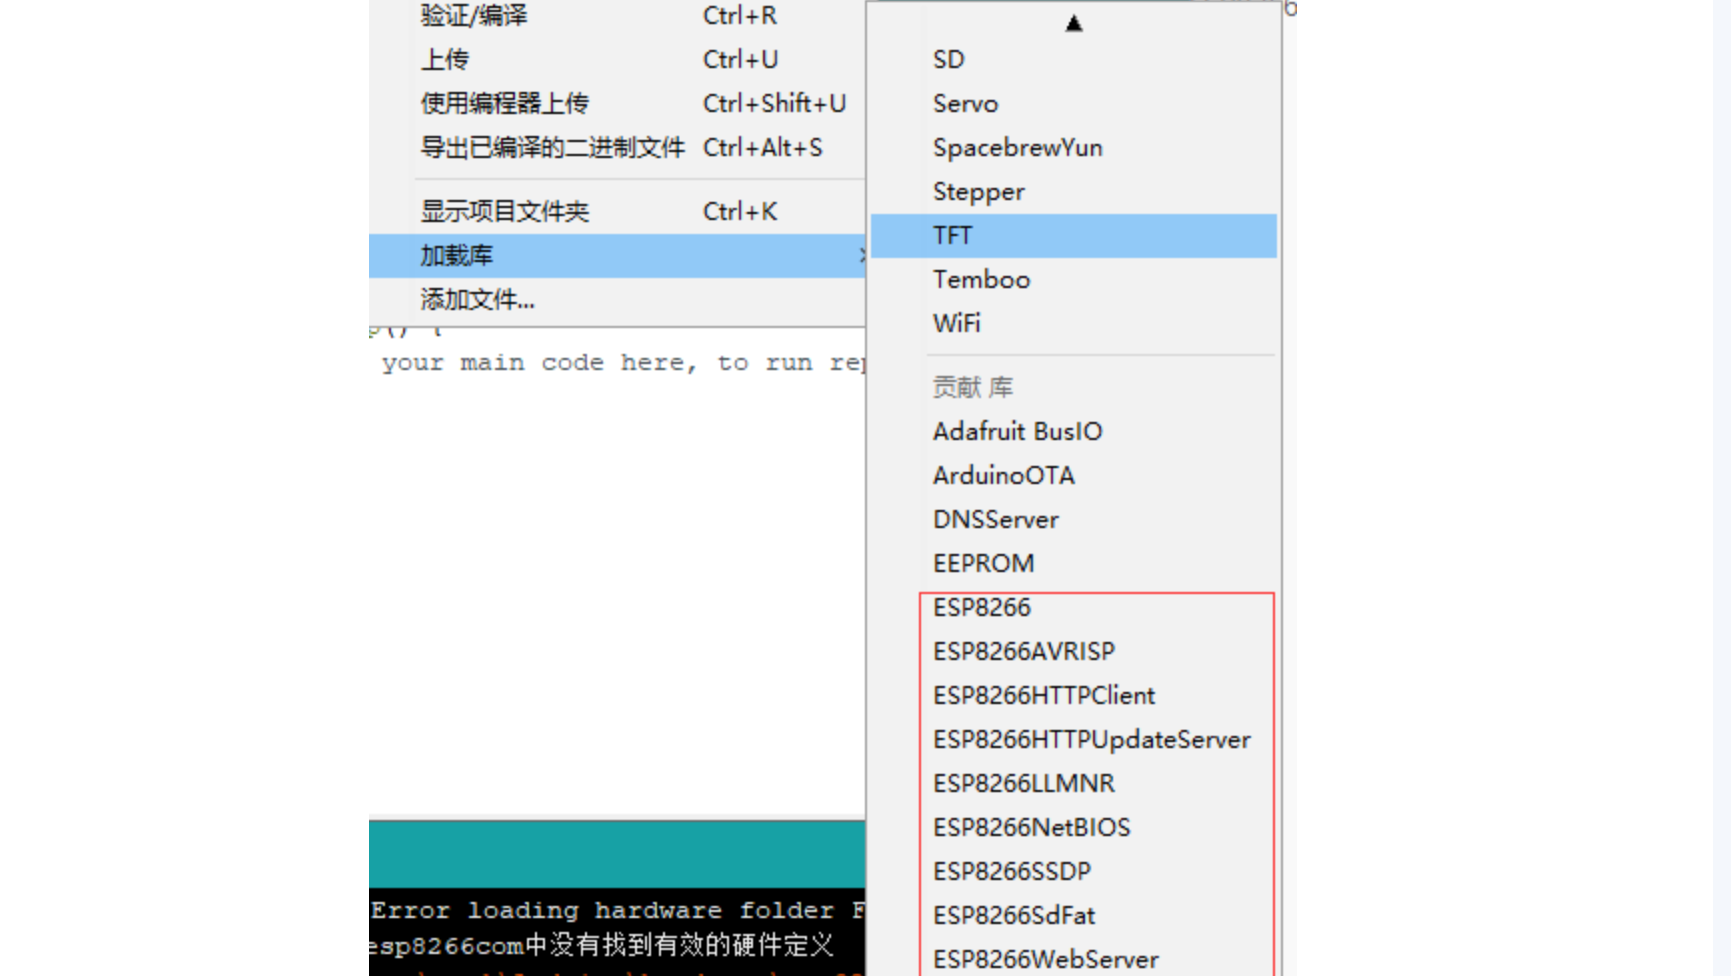 验证/编译 Ctrl+R
上传 Ctrl+U
使用编程器上传 Ctrl+Shift+U
导出已编译的二进制文件 Ctrl+Alt+S
显示项目文件夹 Ctrl+K
加载库
添加文件...
your main code here, to run
SD
Servo
SpacebrewYun
Stepper
TFT
Temboo
WiFi
贡献 库
Adafruit BusIO
ArduinoOTA
DNSServer
EEPROM
ESP8266
ESP8266AVRISP
ESP8266HTTPClient
ESP8266HTTPUpdateServer
ESP8266LLMNR
ESP8266NetBIOS
ESP8266SSDP
ESP8266SdFat
ESP8266WebServer
Error loading hardware folder
esp8266com中没有找到有效的硬件定义